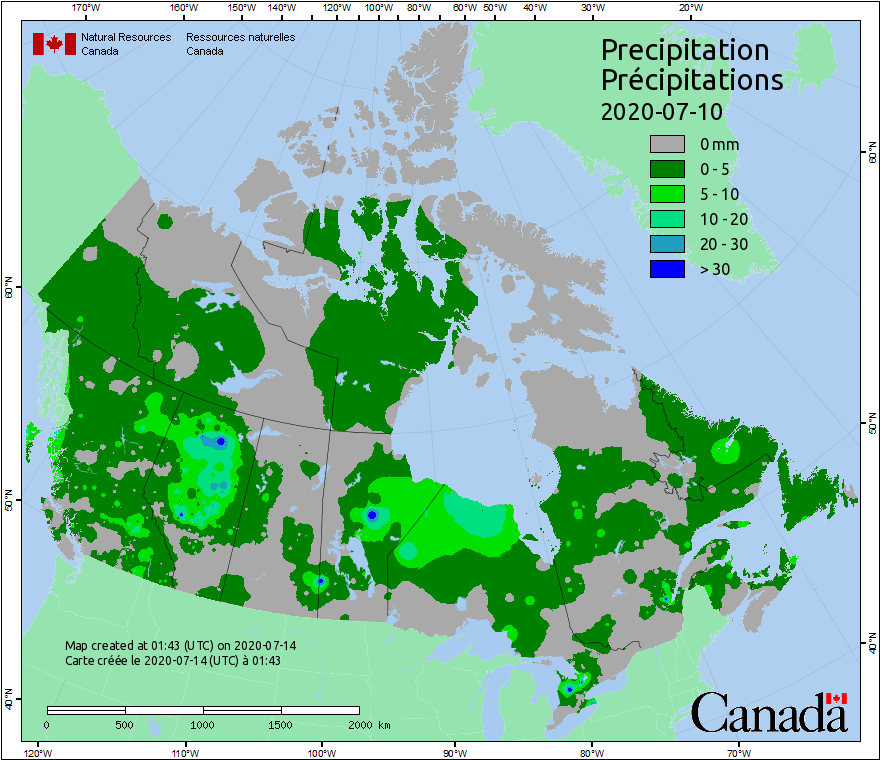 170°W 160°W 150°W 140°W 130°W 120°W 110°W 100°W 90°W 80°W 70°W 60°W 50°W 40°W 30°W 20°W
Natural Resources
Canada
Ressources naturelles
Canada
Precipitation
Précipitations
2020-07-10
0 mm
0 - 5
5 - 10
10 - 20
20 - 30
> 30
60°N
50°N
40°N
60°N
50°W
40°W
Map created at 01:43 (UTC) on 2020-07-14
Carte créée le 2020-07-14 (UTC) à 01:43
0 500 1000 1500 2000 km
Canada
120°W 110°W 100°W 90°W 80°W 70°W